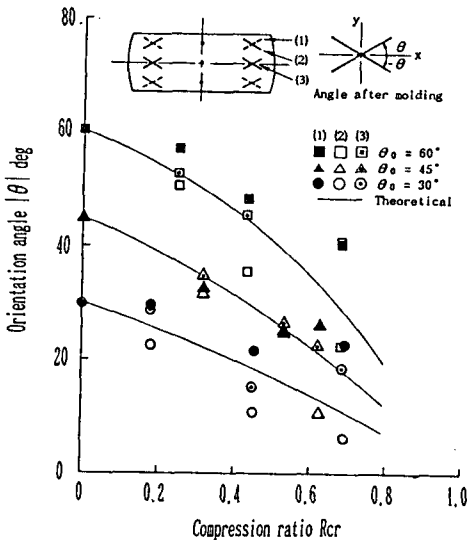 y
θ
x
-θ
(1)
(2)
(3)
Angle after molding
(1) (2) (3)
θ₀ = 60°
θ₀ = 45°
θ₀ = 30°
Theoretical
Orientation angle |θ| deg
80
60
40
20
0
0
0.2
0.4
0.6
0.8
1.0
Compression ratio Rcr